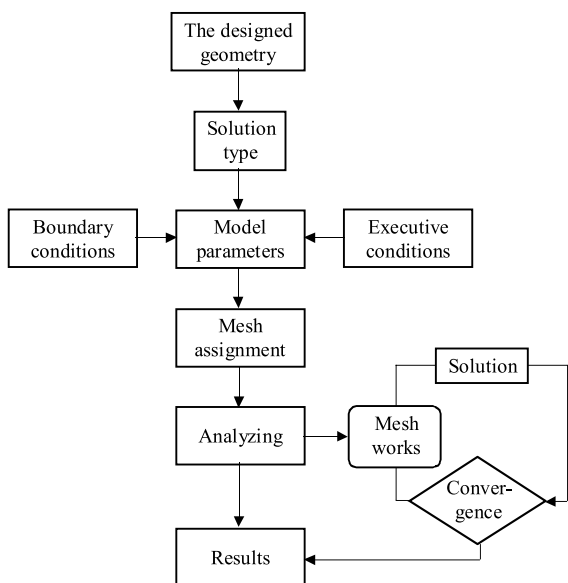 The designed
geometry
Solution
type
Boundary
conditions
Model
parameters
Executive
conditions
Mesh
assignment
Solution
Analyzing
Mesh
works
Conver-
gence
Results